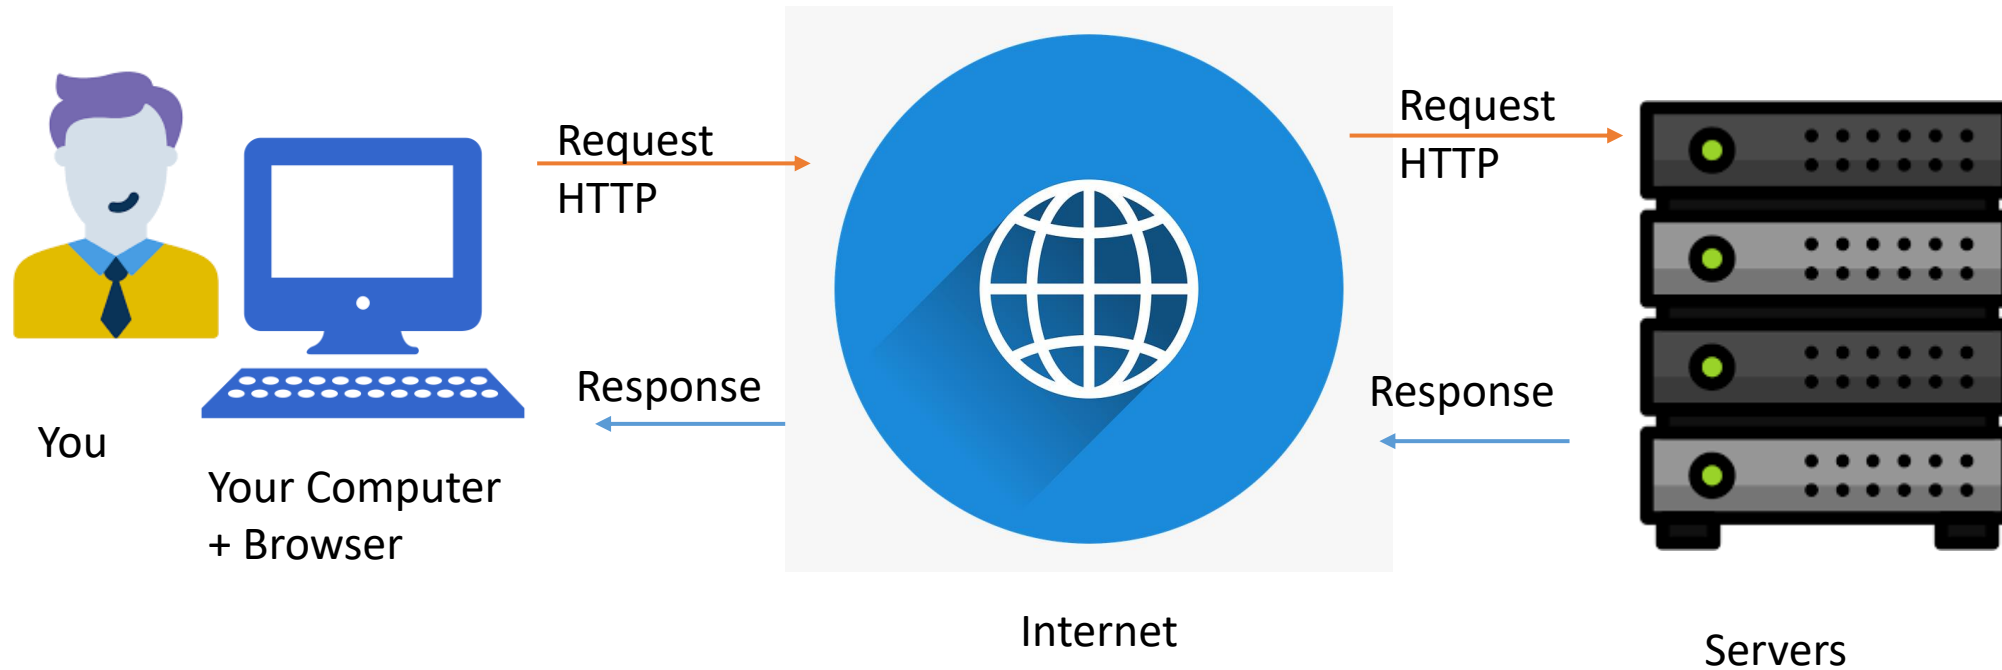 You
Your Computer
+ Browser
Request
HTTP
Response
Internet
Request
HTTP
Response
Servers